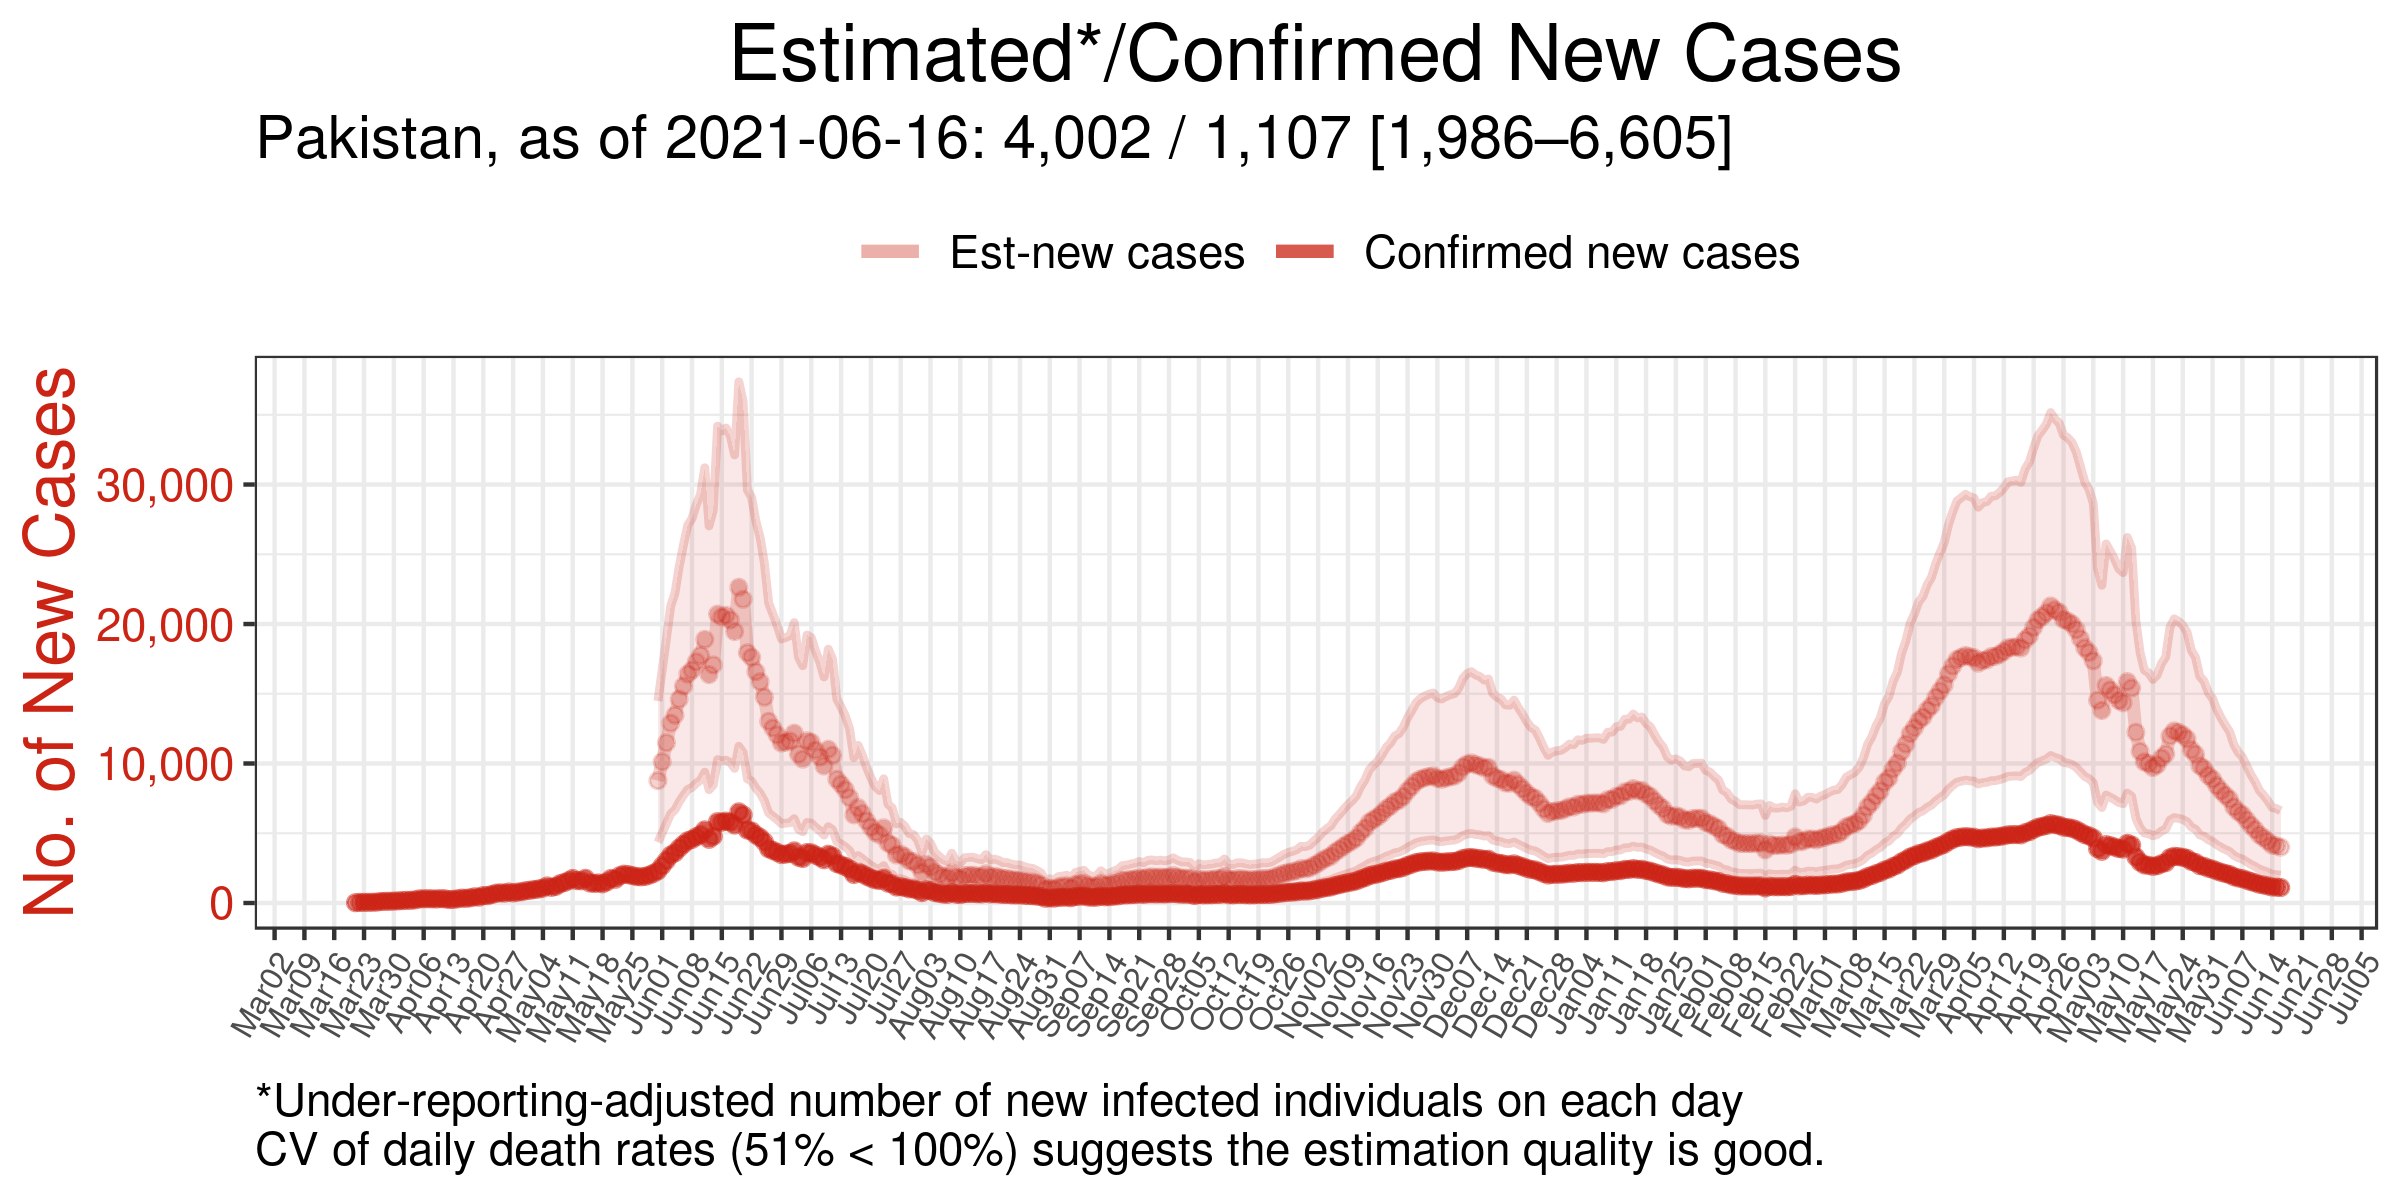 Estimated*/Confirmed New Cases
Pakistan, as of 2021-06-16: 4,002 / 1,107 [1,986–6,605]
Est-new cases Confirmed new cases
No. of New Cases
30,000
20,000
10,000
0
Mar02 Mar09 Mar16 Mar23 Mar30 Apr06 Apr13 Apr20 Apr27 May04 May11 May18 May25 Jun01 Jun08 Jun15 Jun22 Jun29 Jul06 Jul13 Jul20 Jul27 Aug03 Aug10 Aug17 Aug24 Aug31 Sep07 Sep14 Sep21 Sep28 Oct05 Oct12 Oct19 Oct26 Nov02 Nov09 Nov16 Nov23 Nov30 Dec07 Dec14 Dec21 Dec28 Jan04 Jan11 Jan18 Jan25 Feb01 Feb08 Feb15 Feb22 Mar01 Mar08 Mar15 Mar22 Mar29 Apr05 Apr12 Apr19 Apr26 May03 May10 May17 May24 May31 Jun07 Jun14 Jun21 Jun28 Jul05
*Under-reporting-adjusted number of new infected individuals on each day
CV of daily death rates (51% < 100%) suggests the estimation quality is good.